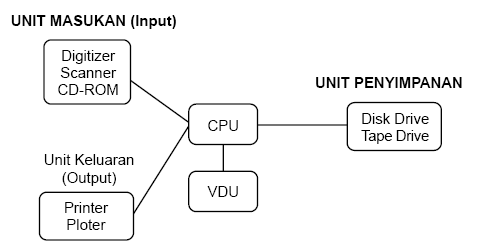 UNIT MASUKAN (Input)
Digitizer
Scanner
CD-ROM
UNIT PENYIMPANAN
Disk Drive
Tape Drive
CPU
Unit Keluaran
(Output)
VDU
Printer
Ploter